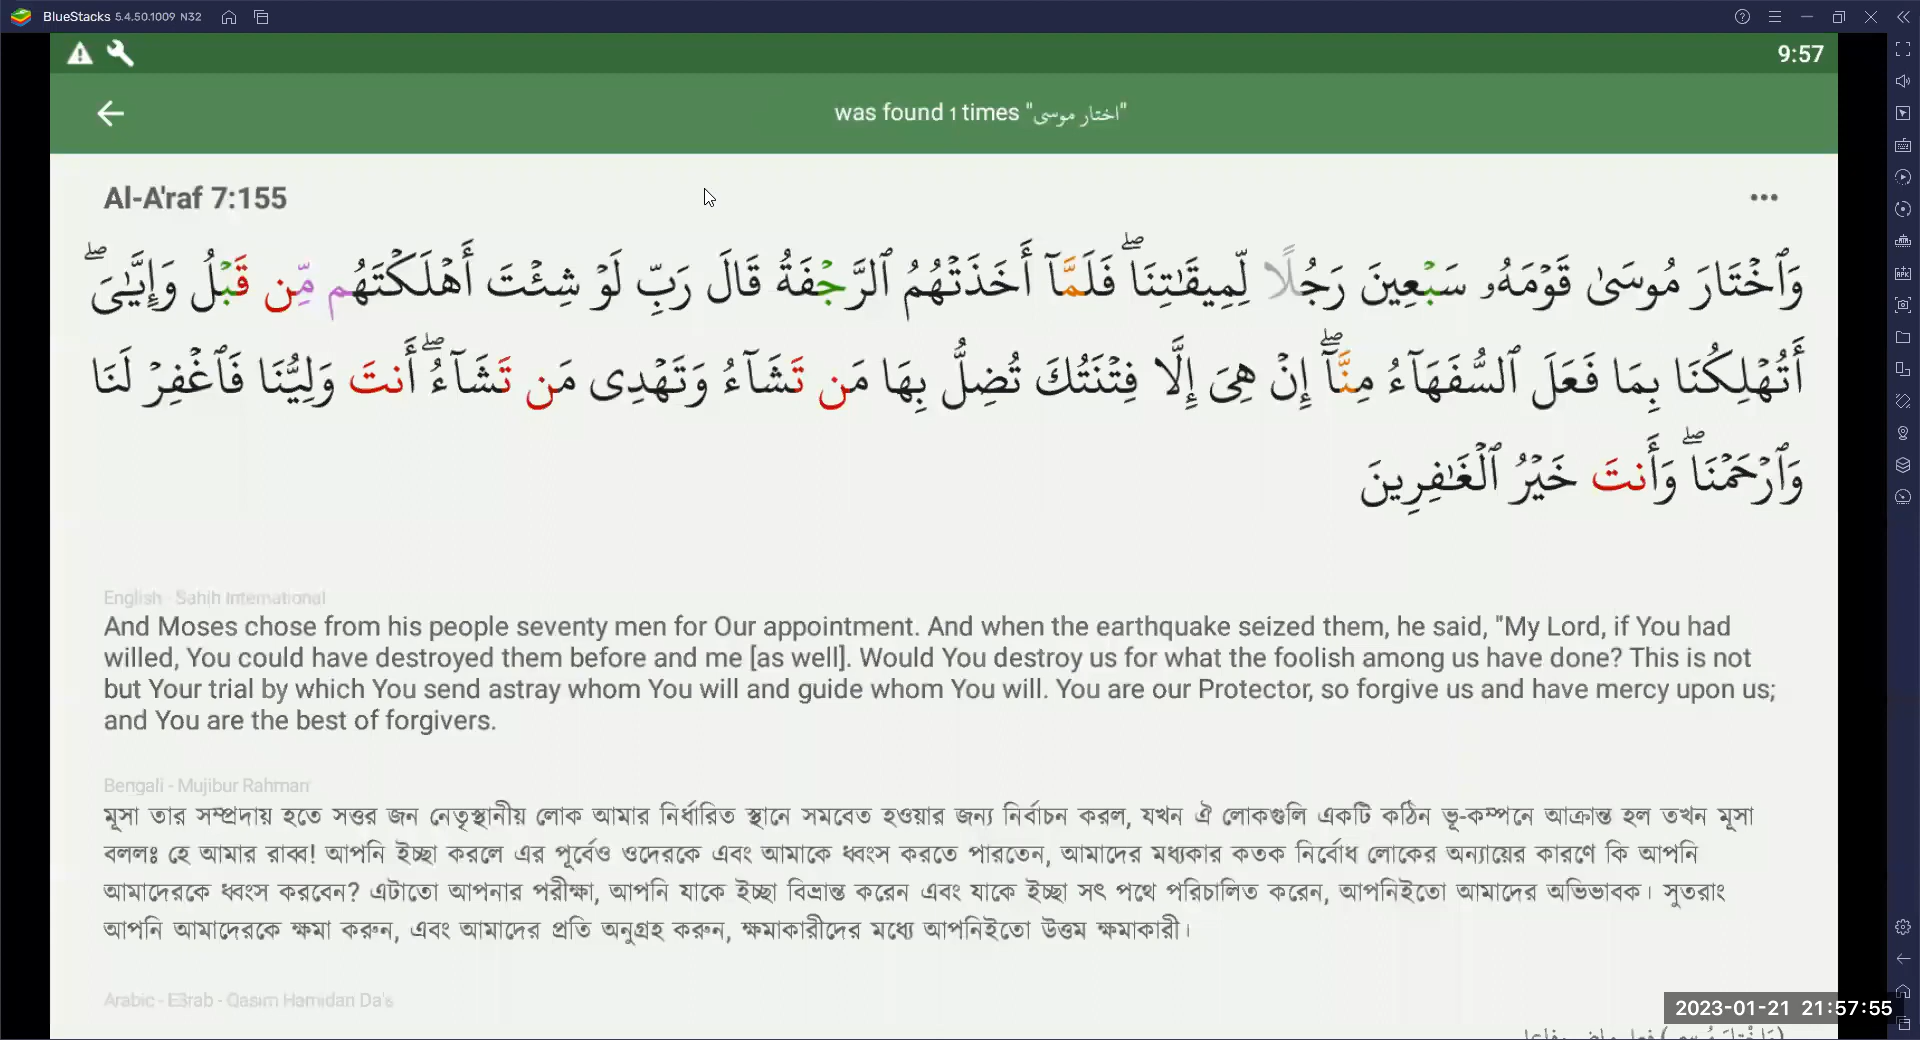 BlueStacks 5.4.50.1009 N32
9:57
was found 1 times "اختار موسى"
Al-A'raf 7:155
وَٱخْتَارَ مُوسَىٰ قَوْمَهُۥ سَبْعِينَ رَجُلًا لِّمِيقَـٰتِنَا ۖ فَلَمَّآ أَخَذَتْهُمُ ٱلرَّجْفَةُ قَالَ رَبِّ لَوْ شِئْتَ أَهْلَكْتَهُم مِّن قَبْلُ وَإِيَّـٰىَ ۖ
أَتُهْلِكُنَا بِمَا فَعَلَ ٱلسُّفَهَآءُ مِنَّآ ۖ إِنْ هِىَ إِلَّا فِتْنَتُكَ تُضِلُّ بِهَا مَن تَشَآءُ وَتَهْدِى مَن تَشَآءُ ۖ أَنتَ وَلِيُّنَا فَٱغْفِرْ لَنَا
وَٱرْحَمْنَا ۖ وَأَنتَ خَيْرُ ٱلْغَـٰفِرِينَ
English - Sahih International
And Moses chose from his people seventy men for Our appointment. And when the earthquake seized them, he said, "My Lord, if You had
willed, You could have destroyed them before and me [as well]. Would You destroy us for what the foolish among us have done? This is not
but Your trial by which You send astray whom You will and guide whom You will. You are our Protector, so forgive us and have mercy upon us;
and You are the best of forgivers.
Bengali - Mujibur Rahman
মূসা তার সম্প্রদায় হতে সত্তর জন নেতৃস্থানীয় লোক আমার নির্ধারিত স্থানে সমবেত হওয়ার জন্য নির্বাচন করল, যখন ঐ লোকগুলি একটি কঠিন ভূ-কম্পনে আক্রান্ত হল তখন মূসা
বললঃ হে আমার রাব্ব! আপনি ইচ্ছা করলে এর পূর্বেও ওদেরকে এবং আমাকে ধ্বংস করতে পারতেন, আমাদের মধ্যকার কতক নির্বোধ লোকের অন্যায়ের কারণে কি আপনি
আমাদেরকে ধ্বংস করবেন? এটাতো আপনার পরীক্ষা, আপনি যাকে ইচ্ছা বিভ্রান্ত করেন এবং যাকে ইচ্ছা সৎ পথে পরিচালিত করেন, আপনিইতো আমাদের অভিভাবক। সুতরাং
আপনি আমাদেরকে ক্ষমা করুন, এবং আমাদের প্রতি অনুগ্রহ করুন, ক্ষমাকারীদের মধ্যে আপনিইতো উত্তম ক্ষমাকারী।
Arabic - E3rab - Qasim Hamidan Da's
2023-01-21 21:57:55